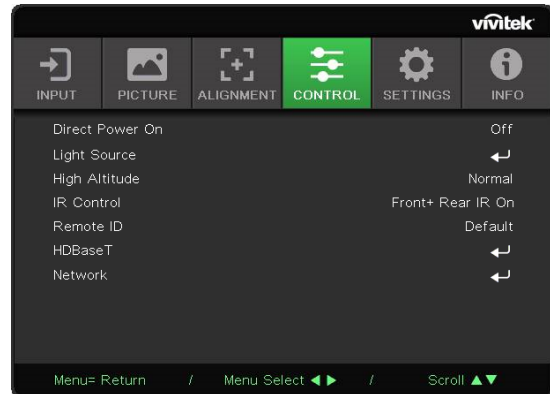 vivitek
INPUT PICTURE ALIGNMENT CONTROL SETTINGS INFO
Direct Power On Off
Light Source
High Altitude Normal
IR Control Front+ Rear IR On
Remote ID Default
HDBaseT
Network
Menu= Return / Menu Select ◀ ▶ / Scroll ▲▼